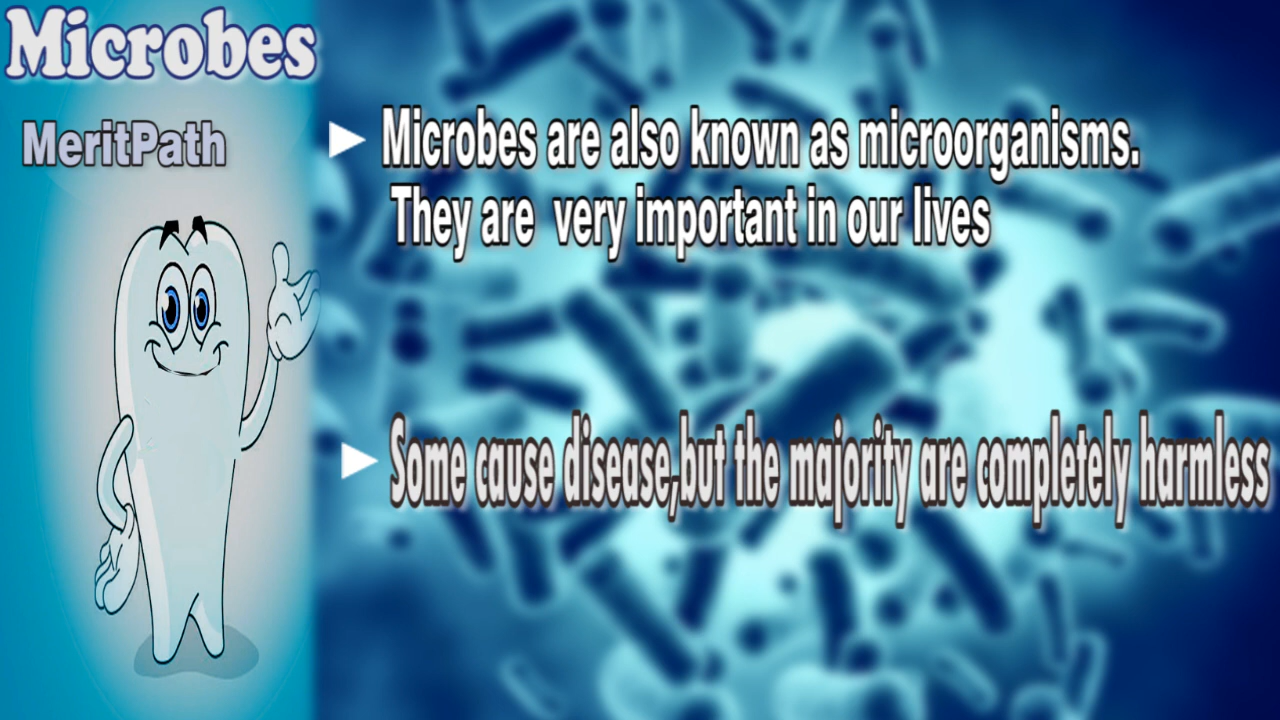 Microbes
MeritPath
Microbes are also known as microorganisms.
They are very important in our lives
Some cause disease,but the majority are completely harmless